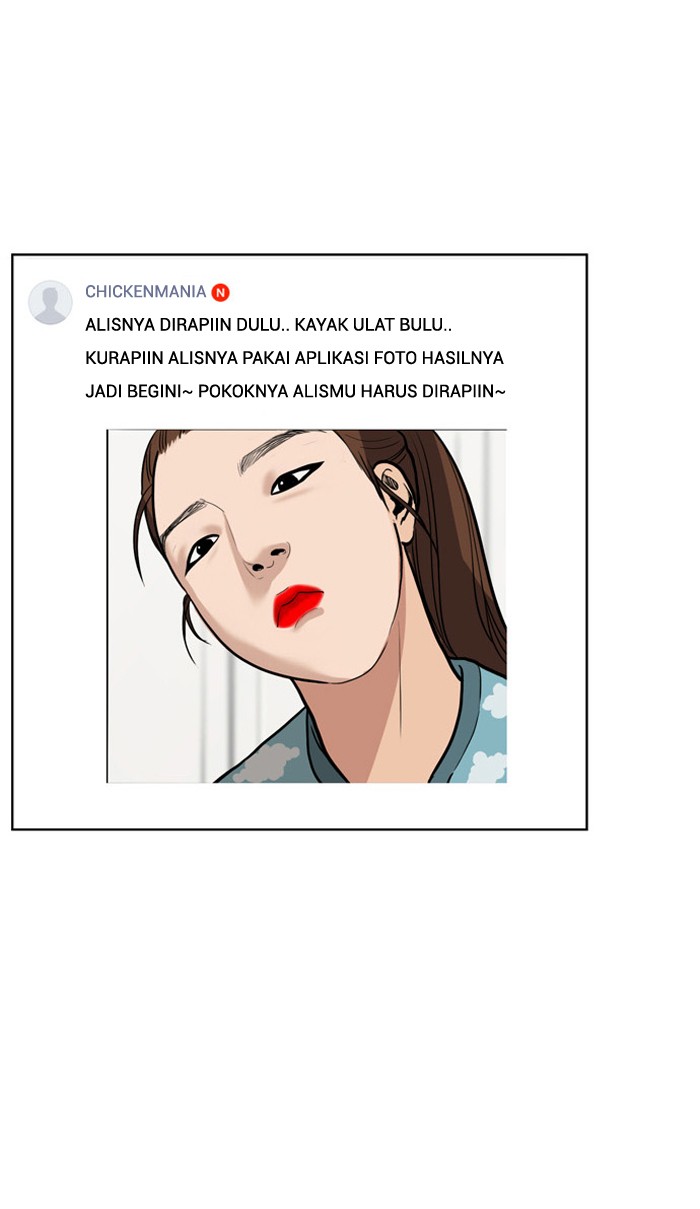 CHICKENMANIA N
ALISNYA DIRAPIIN DULU.. KAYAK ULAT BULU..
KURAPIIN ALISNYA PAKAI APLIKASI FOTO HASILNYA
JADI BEGINI~ POKOKNYA ALISMU HARUS DIRAPIIN~